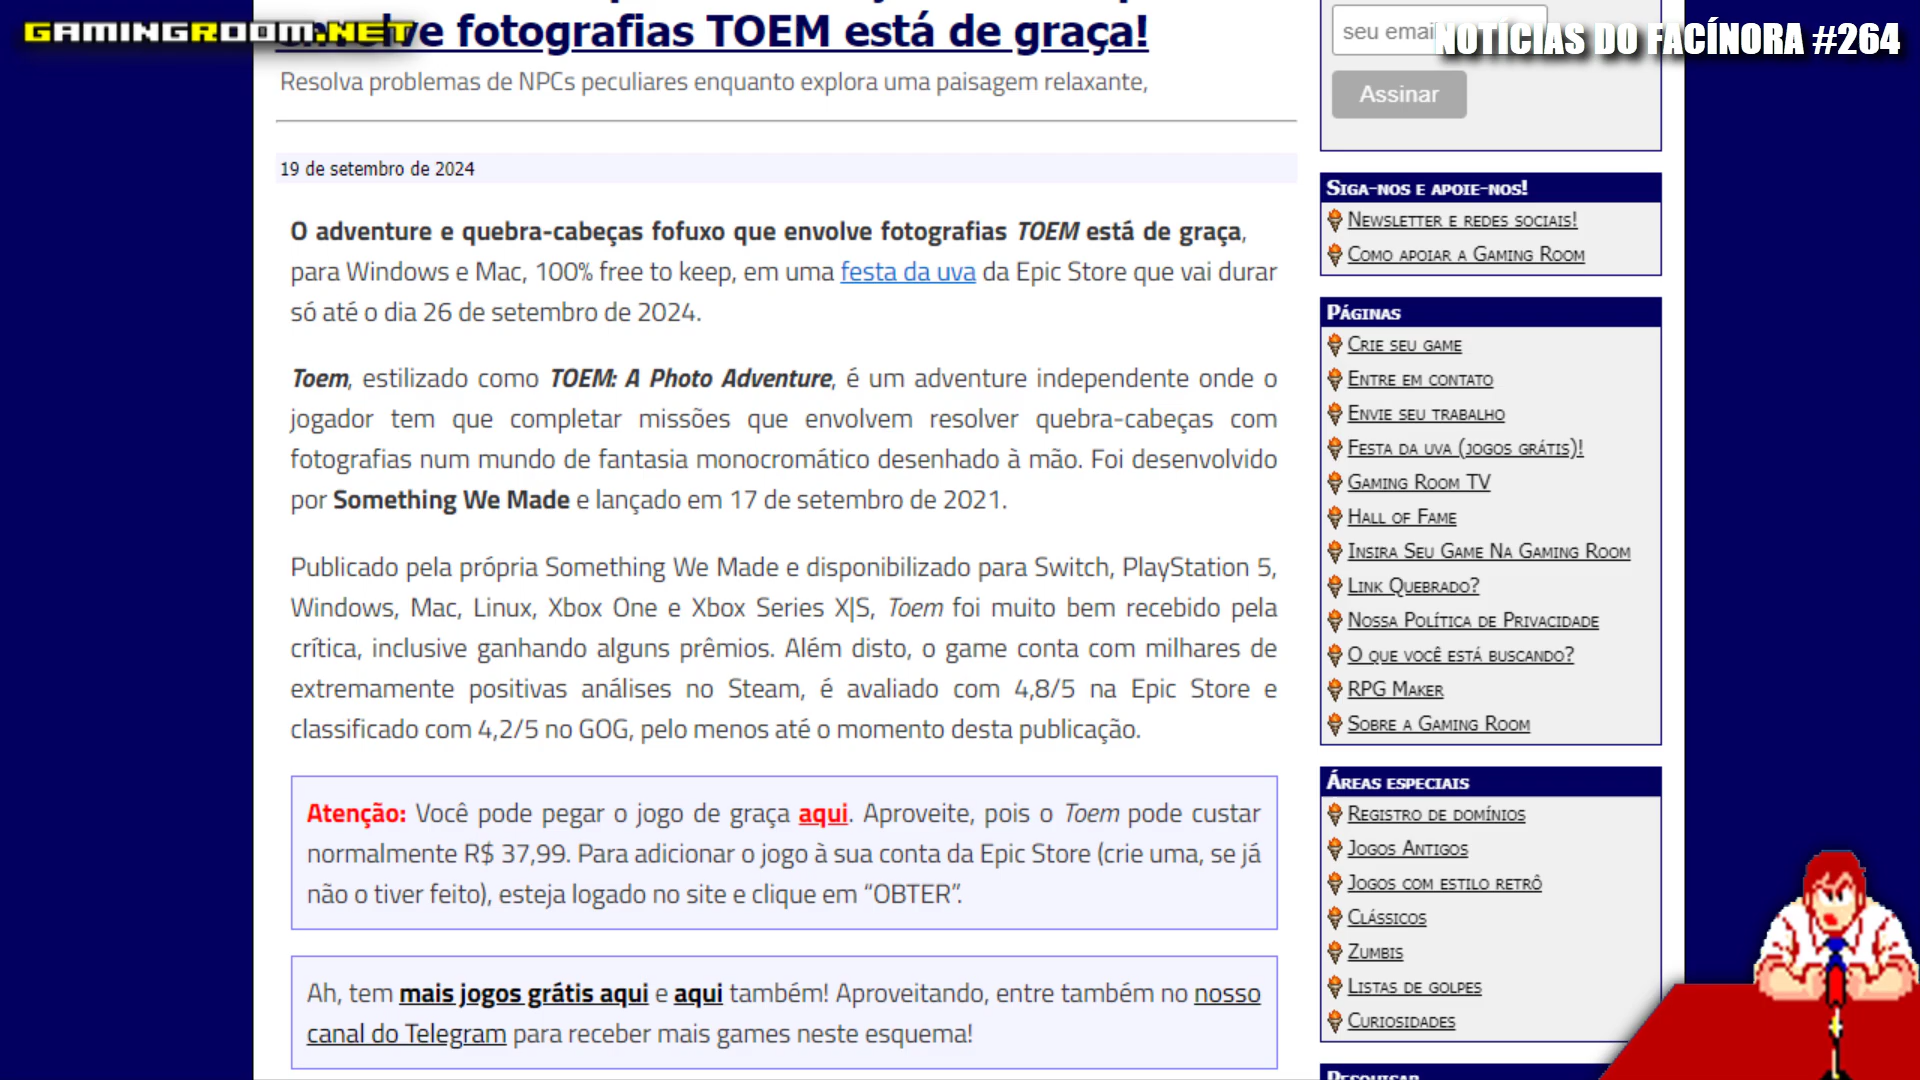 GAMINGROOM.NET
NOTÍCIAS DO FACÍNORA #264
fotografias TOEM está de graça!
Resolva problemas de NPCs peculiares enquanto explora uma paisagem relaxante,
19 de setembro de 2024
O adventure e quebra-cabeças fofuxo que envolve fotografias TOEM está de graça,
para Windows e Mac, 100% free to keep, em uma festa da uva da Epic Store que vai durar
só até o dia 26 de setembro de 2024.
Toem, estilizado como TOEM: A Photo Adventure, é um adventure independente onde o
jogador tem que completar missões que envolvem resolver quebra-cabeças com
fotografias num mundo de fantasia monocromático desenhado à mão. Foi desenvolvido
por Something We Made e lançado em 17 de setembro de 2021.
Publicado pela própria Something We Made e disponibilizado para Switch, PlayStation 5,
Windows, Mac, Linux, Xbox One e Xbox Series X|S, Toem foi muito bem recebido pela
crítica, inclusive ganhando alguns prêmios. Além disto, o game conta com milhares de
extremamente positivas análises no Steam, é avaliado com 4,8/5 na Epic Store e
classificado com 4,2/5 no GOG, pelo menos até o momento desta publicação.
Atenção: Você pode pegar o jogo de graça aqui. Aproveite, pois o Toem pode custar
normalmente R$ 37,99. Para adicionar o jogo à sua conta da Epic Store (crie uma, se já
não o tiver feito), esteja logado no site e clique em “OBTER”.
Ah, tem mais jogos grátis aqui e aqui também! Aproveitando, entre também no nosso
canal do Telegram para receber mais games neste esquema!
seu email
Assinar
Siga-nos e apoie-nos!
Newsletter e redes sociais!
Como apoiar a Gaming Room
Páginas
Crie seu game
Entre em contato
Envie seu trabalho
Festa da uva (jogos grátis)!
Gaming Room TV
Hall of Fame
Insira Seu Game Na Gaming Room
Link Quebrado?
Nossa Política de Privacidade
O que você está buscando?
RPG Maker
Sobre a Gaming Room
Áreas especiais
Registro de domínios
Jogos Antigos
Jogos com estilo retrô
Clássicos
Zumbis
Listas de golpes
Curiosidades
Pesquisar